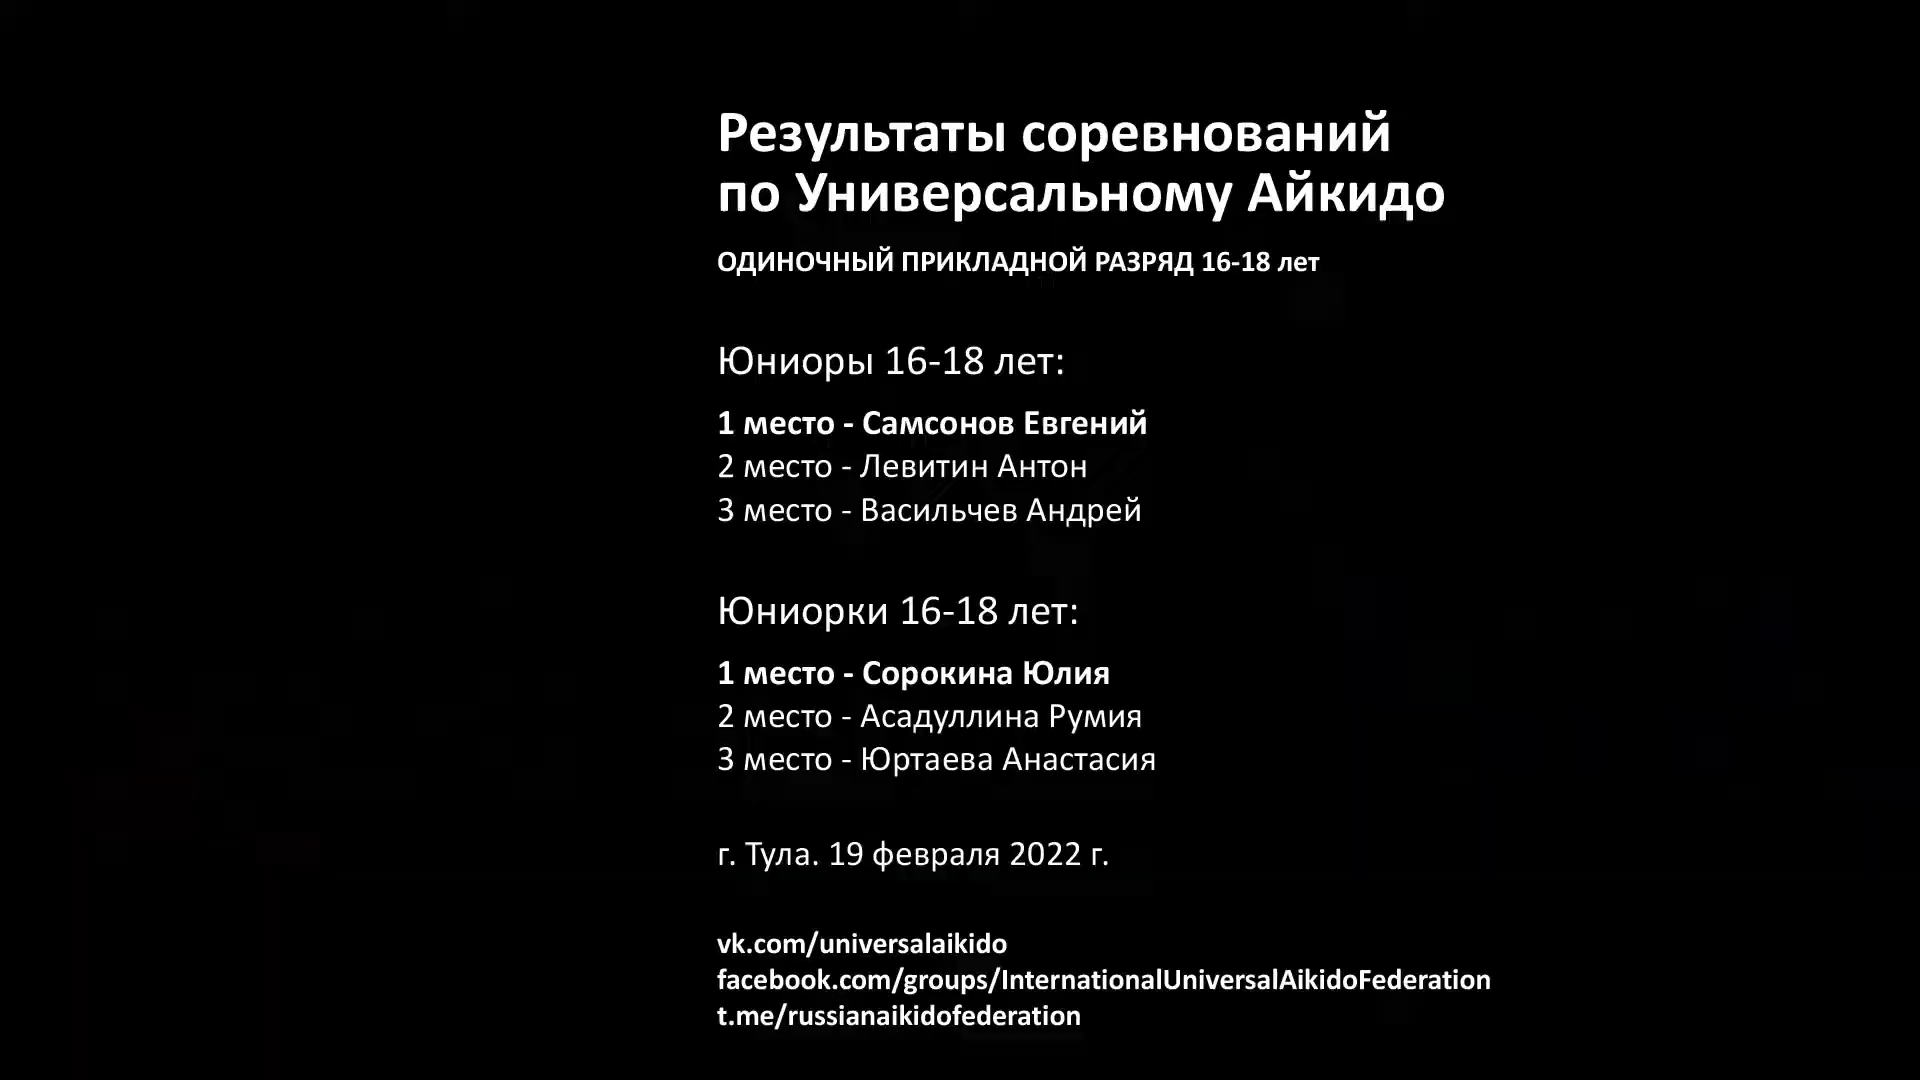 Результаты соревнований
по Универсальному Айкидо
ОДИНОЧНЫЙ ПРИКЛАДНОЙ РАЗРЯД 16-18 лет
Юниоры 16-18 лет:
1 место - Самсонов Евгений
2 место - Левитин Антон
3 место - Васильчев Андрей
Юниорки 16-18 лет:
1 место - Сорокина Юлия
2 место - Асадуллина Румия
3 место - Юртаева Анастасия
г. Тула. 19 февраля 2022 г.
vk.com/universalaikido
facebook.com/groups/InternationalUniversalAikidoFederation
t.me/russianaikidofederation